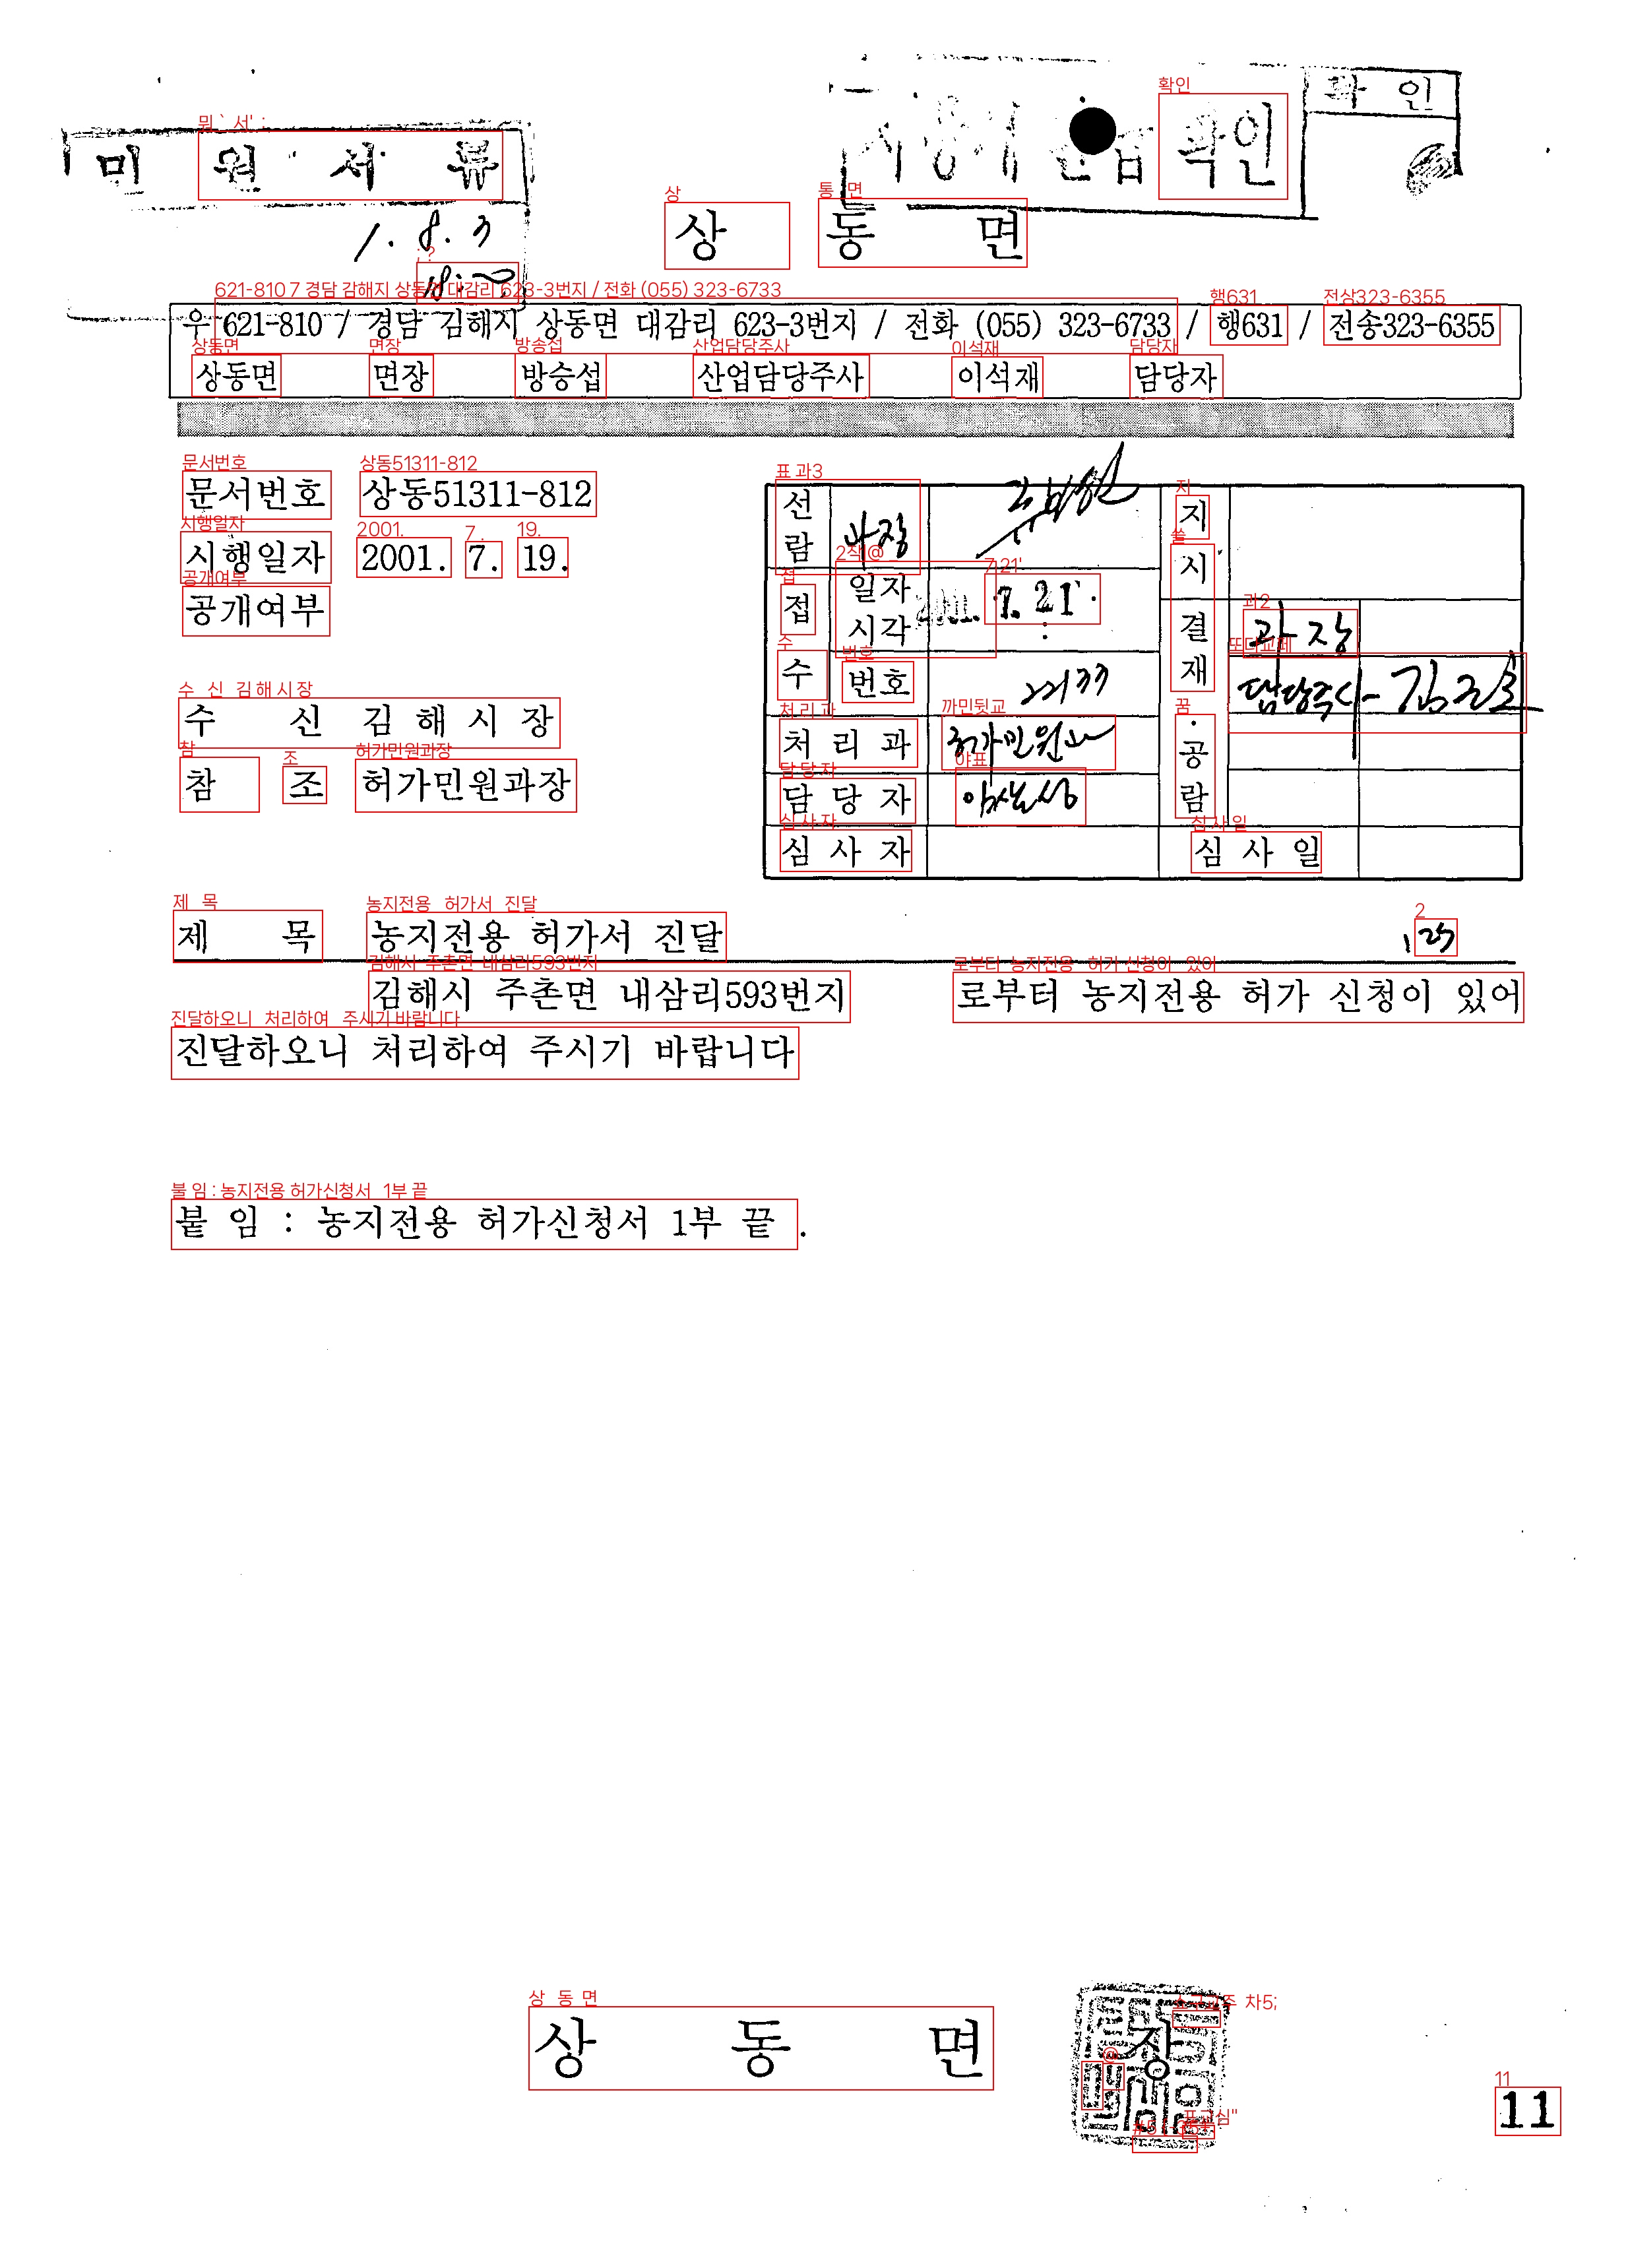 민 원 서 류
확 인
확인
1. 8. 3
상 동 면
우 621-810 / 경남 김해시 상동면 대감리 623-3번지 / 전화 (055) 323-6733 / 행631 / 전송323-6355
상동면 면장 방승섭 산업담당주사 이석재 담당자
문서번호 상동51311-812
시행일자 2001. 7. 19.
공개여부
수 신 김 해 시 장
참 조 허가민원과장
선람 과장 지시
접수 일자 시각 2001. 7. 21. : 결재·공람 과장
번호 담당주사
처 리 과 허가민원과
담 당 자
심 사 자 심 사 일
제 목 농지전용 허가서 진달
김해시 주촌면 내삼리593번지 로부터 농지전용 허가 신청이 있어
진달하오니 처리하여 주시기 바랍니다
붙 임 : 농지전용 허가신청서 1부 끝 .
상 동 면 장
11